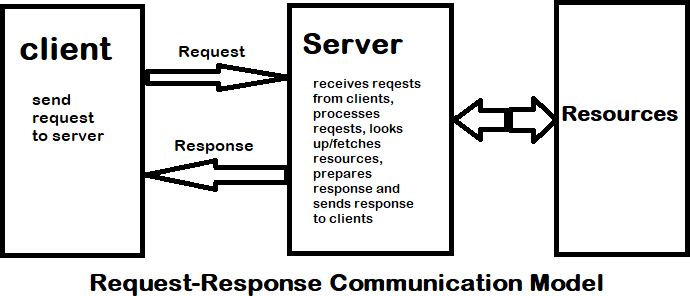 client
send
request
to server
Request
Response
Server
receives reqests
from clients,
processes
reqests, looks
up/fetches
resources,
prepares
response and
sends response
to clients
Resources
Request-Response Communication Model